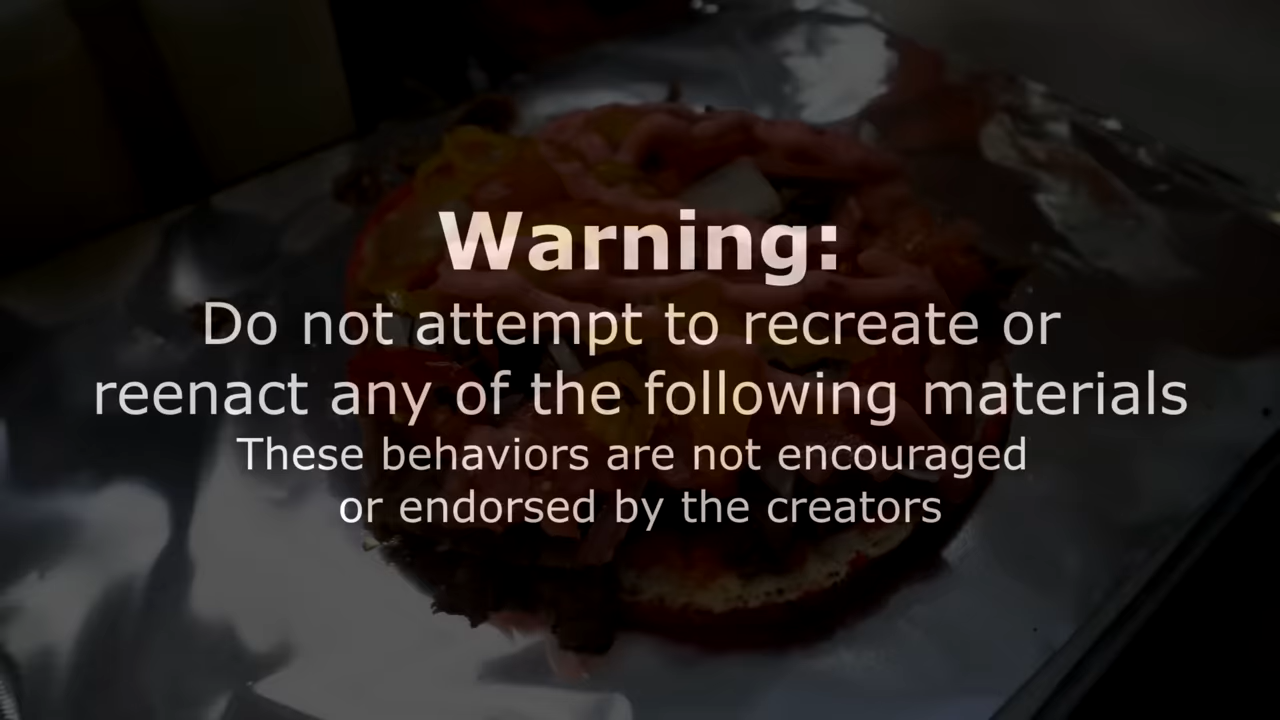 Warning:
Do not attempt to recreate or
reenact any of the following materials
These behaviors are not encouraged
or endorsed by the creators